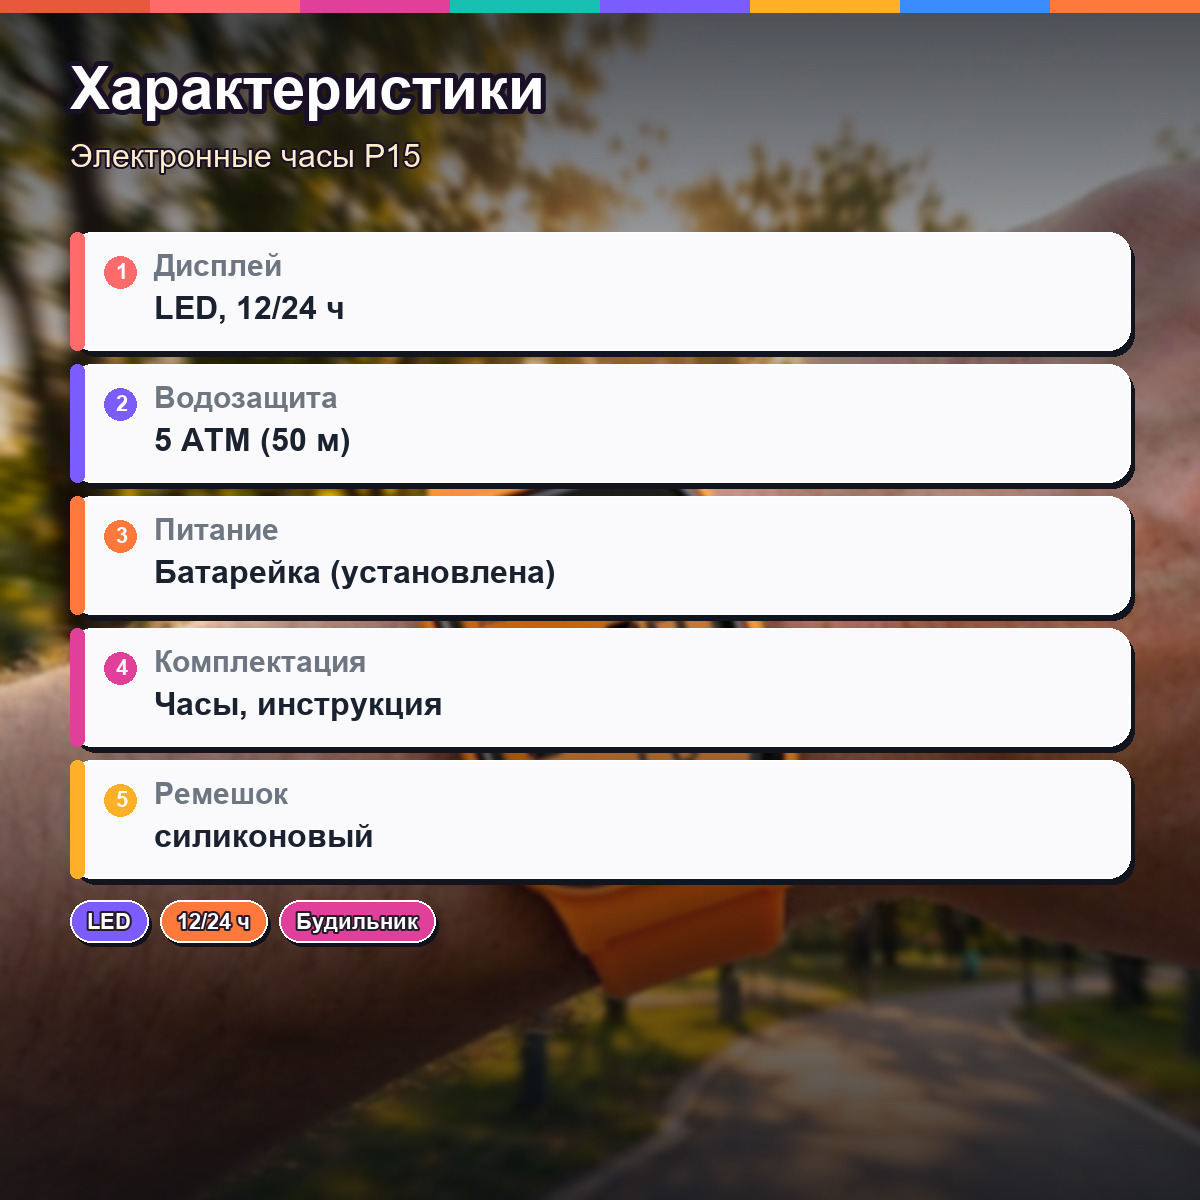 Характеристики
Электронные часы P15
1 Дисплей
LED, 12/24 ч
2 Водозащита
5 ATM (50 м)
3 Питание
Батарейка (установлена)
4 Комплектация
Часы, инструкция
5 Ремешок
силиконовый
LED 12/24 ч Будильник